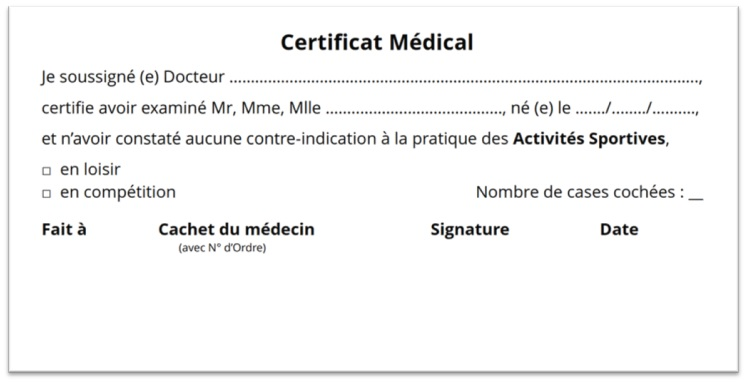 Certificat Médical
Je soussigné (e) Docteur ....................................................................................................,
certifie avoir examiné Mr, Mme, Mlle ......................................., né (e) le ......./......../..........,
et n’avoir constaté aucune contre-indication à la pratique des Activités Sportives,
□ en loisir
□ en compétition Nombre de cases cochées : __
Fait à Cachet du médecin Signature Date
(avec N° d’Ordre)